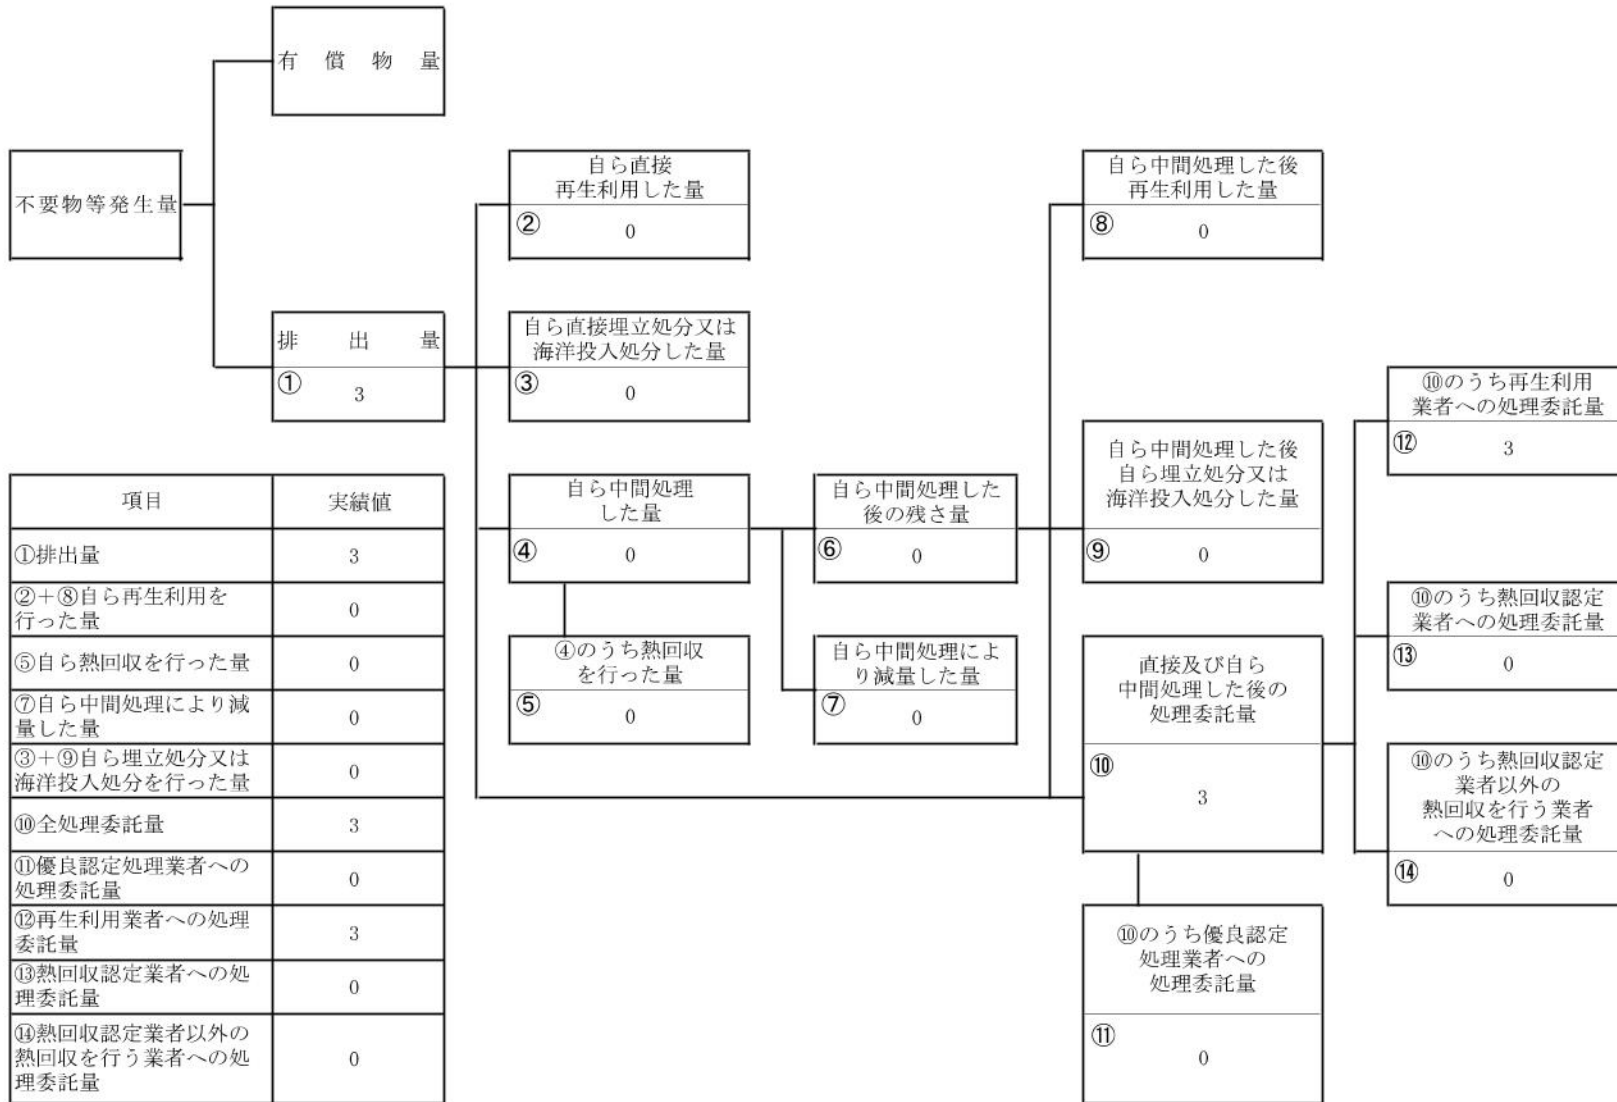 有償物量
不要物等発生量
排出量
①
3
自ら直接
再生利用した量
②
0
自ら直接埋立処分又は
海洋投入処分した量
③
0
自ら中間処理
した量
④
0
④のうち熱回収
を行った量
⑤
0
自ら中間処理した
後の残さ量
⑥
0
自ら中間処理によ
り減量した量
⑦
0
自ら中間処理した後
再生利用した量
⑧
0
自ら中間処理した後
自ら埋立処分又は
海洋投入処分した量
⑨
0
直接及び自ら
中間処理した後の
処理委託量
⑩
3
⑩のうち優良認定
処理業者への
処理委託量
⑪
0
⑩のうち再生利用
業者への処理委託量
⑫
3
⑩のうち熱回収認定
業者への処理委託量
⑬
0
⑩のうち熱回収認定
業者以外の
熱回収を行う業者
への処理委託量
⑭
0
項目 実績値
①排出量 3
②+⑧自ら再生利用を
行った量 0
⑤自ら熱回収を行った量 0
⑦自ら中間処理により減
量した量 0
③+⑨自ら埋立処分又は
海洋投入処分を行った量 0
⑩全処理委託量 3
⑪優良認定処理業者への
処理委託量 0
⑫再生利用業者への処理
委託量 3
⑬熱回収認定業者への処
理委託量 0
⑭熱回収認定業者以外の
熱回収を行う業者への処
理委託量 0